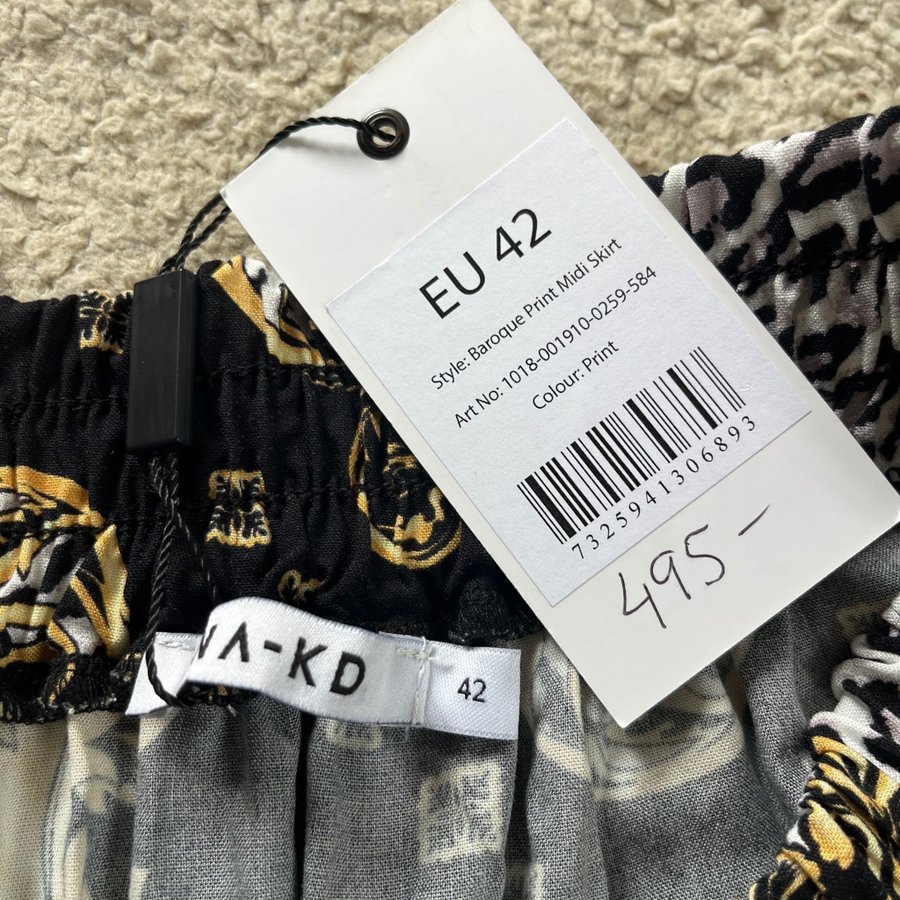 EU 42
Style: Baroque Print Midi Skirt
Art No: 1018-001910-0259-584
Colour: Print
7325941306893
495-
A-KD
42